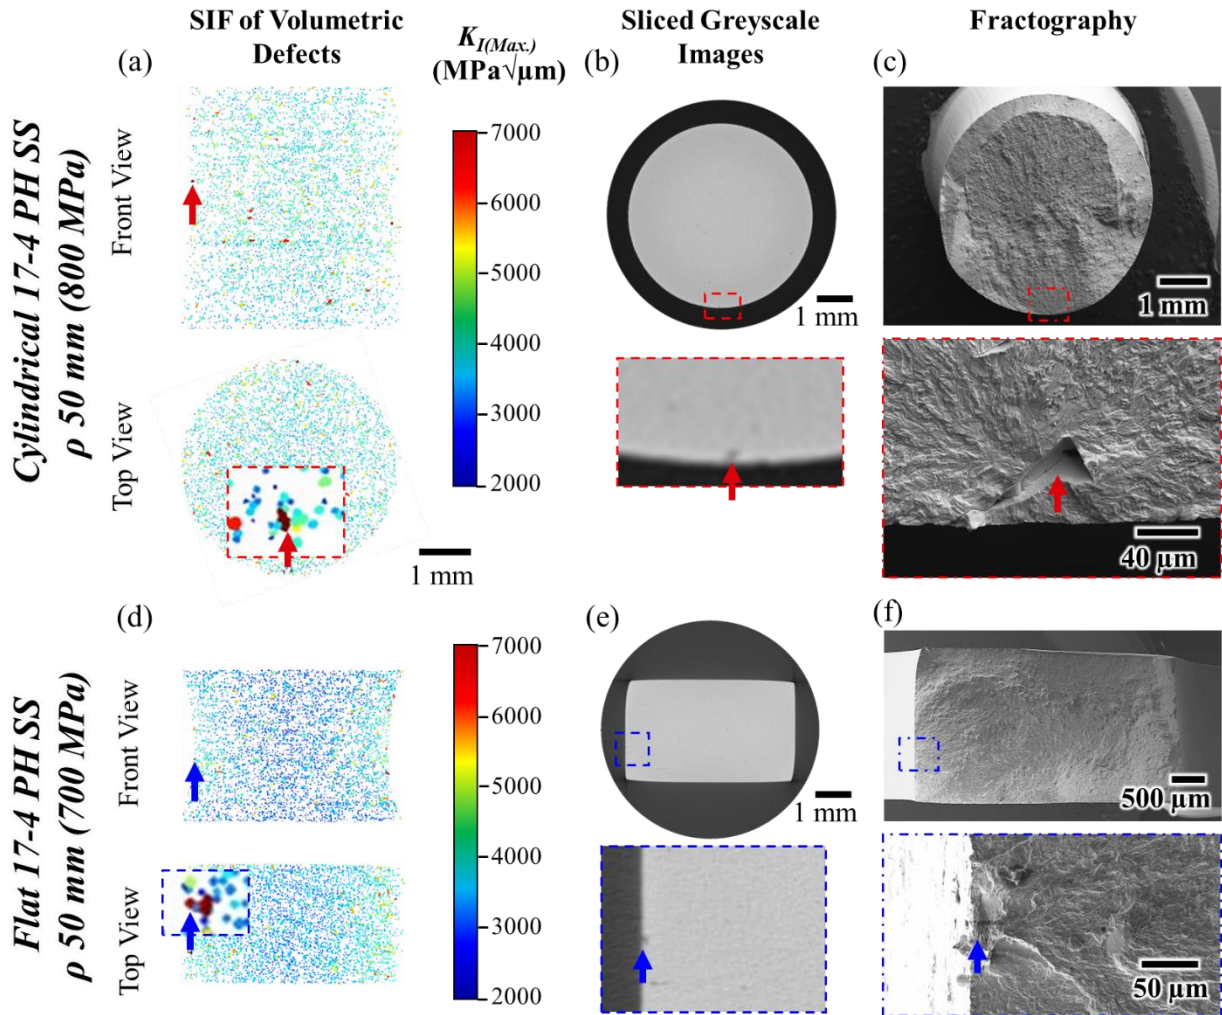 SIF of Volumetric
Defects
K_I(Max.)
(MPa√µm)
Sliced Greyscale
Images
Fractography
Cylindrical 17-4 PH SS
ρ 50 mm (800 MPa)
(a)
Front View
Top View
1 mm
7000
6000
5000
4000
3000
2000
(b)
1 mm
(c)
1 mm
40 µm
Flat 17-4 PH SS
ρ 50 mm (700 MPa)
(d)
Front View
Top View
7000
6000
5000
4000
3000
2000
(e)
1 mm
(f)
500 µm
50 µm